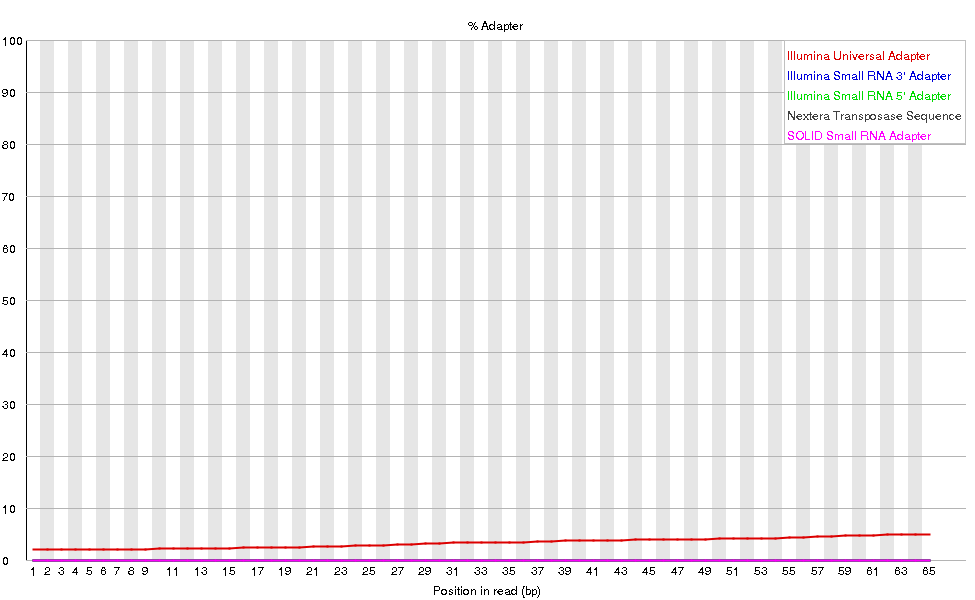 % Adapter
100
90
80
70
60
50
40
30
20
10
0
Illumina Universal Adapter
Illumina Small RNA 3' Adapter
Illumina Small RNA 5' Adapter
Nextera Transposase Sequence
SOLID Small RNA Adapter
1 2 3 4 5 6 7 8 9 11 13 15 17 19 21 23 25 27 29 31 33 35 37 39 41 43 45 47 49 51 53 55 57 59 61 63 65
Position in read (bp)